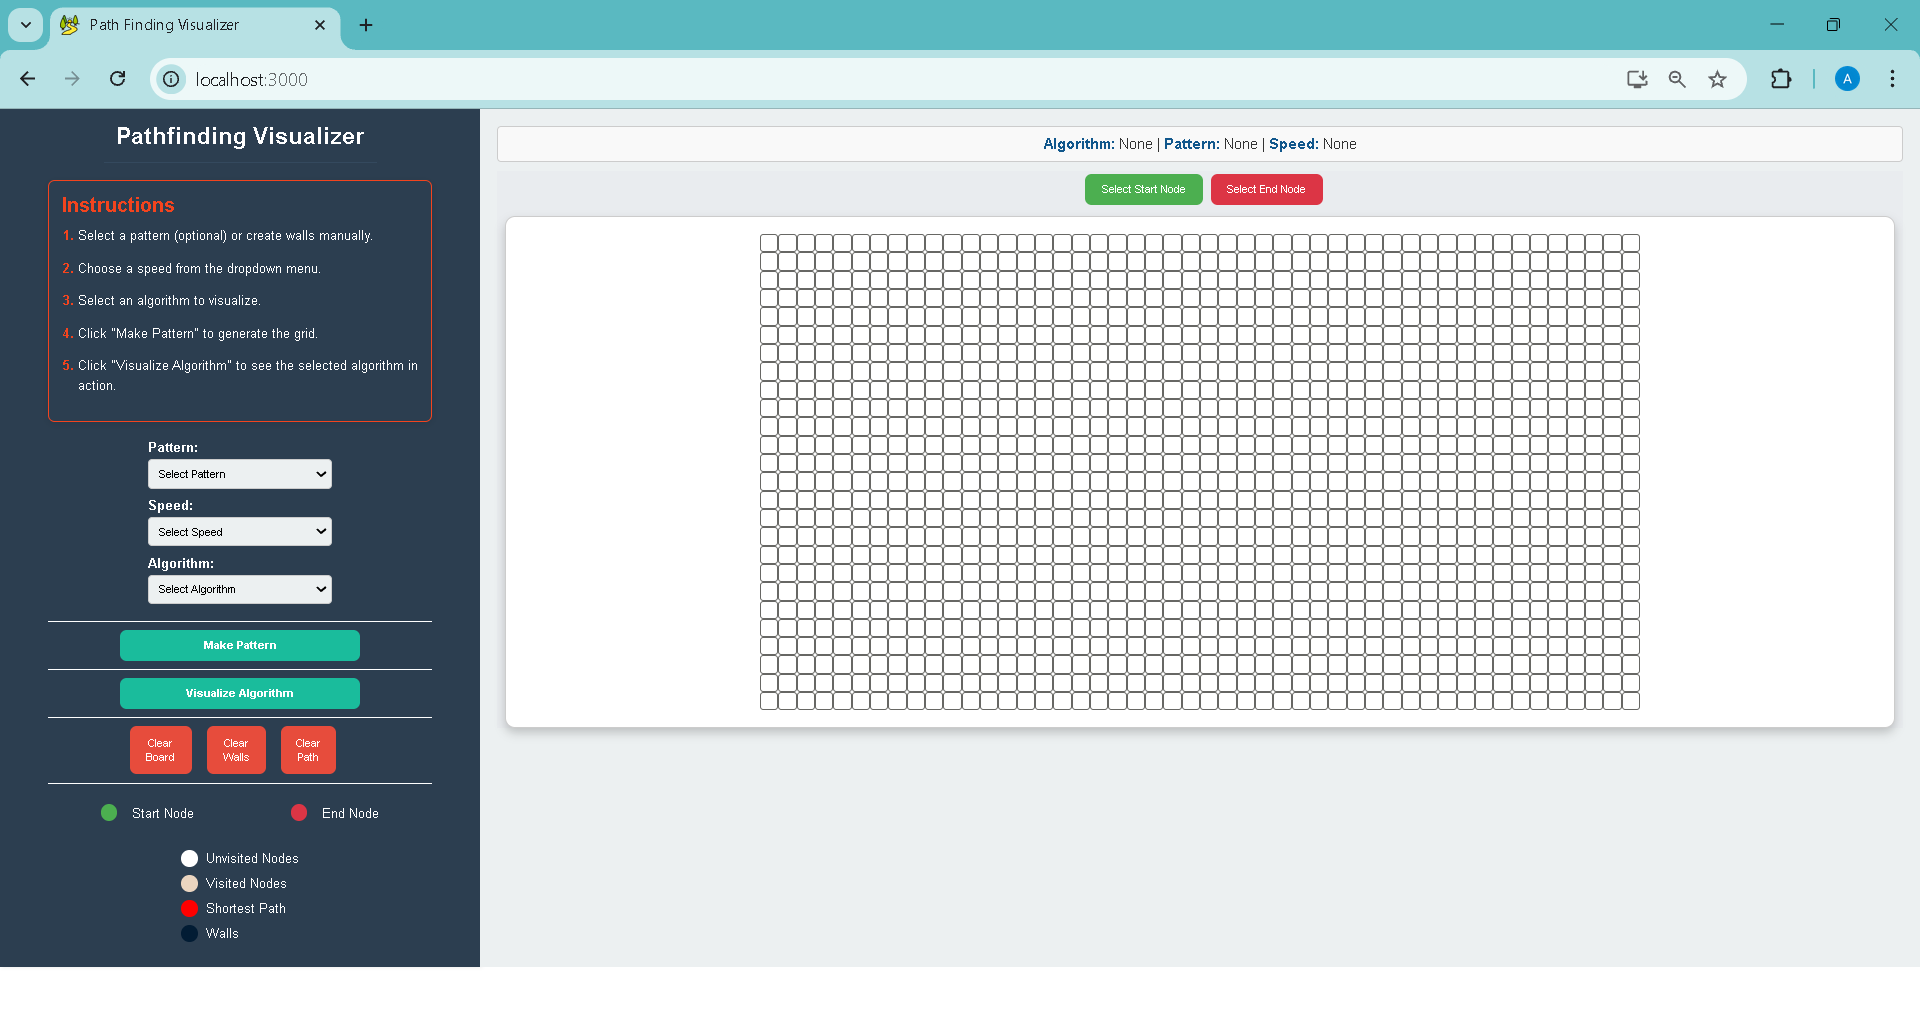 Path Finding Visualizer
localhost:3000
A
Pathfinding Visualizer
Instructions
1. Select a pattern (optional) or create walls manually.
2. Choose a speed from the dropdown menu.
3. Select an algorithm to visualize.
4. Click "Make Pattern" to generate the grid.
5. Click "Visualize Algorithm" to see the selected algorithm in
action.
Pattern:
Select Pattern
Speed:
Select Speed
Algorithm:
Select Algorithm
Make Pattern
Visualize Algorithm
Clear
Board
Clear
Walls
Clear
Path
Start Node
End Node
Unvisited Nodes
Visited Nodes
Shortest Path
Walls
Algorithm: None | Pattern: None | Speed: None
Select Start Node
Select End Node